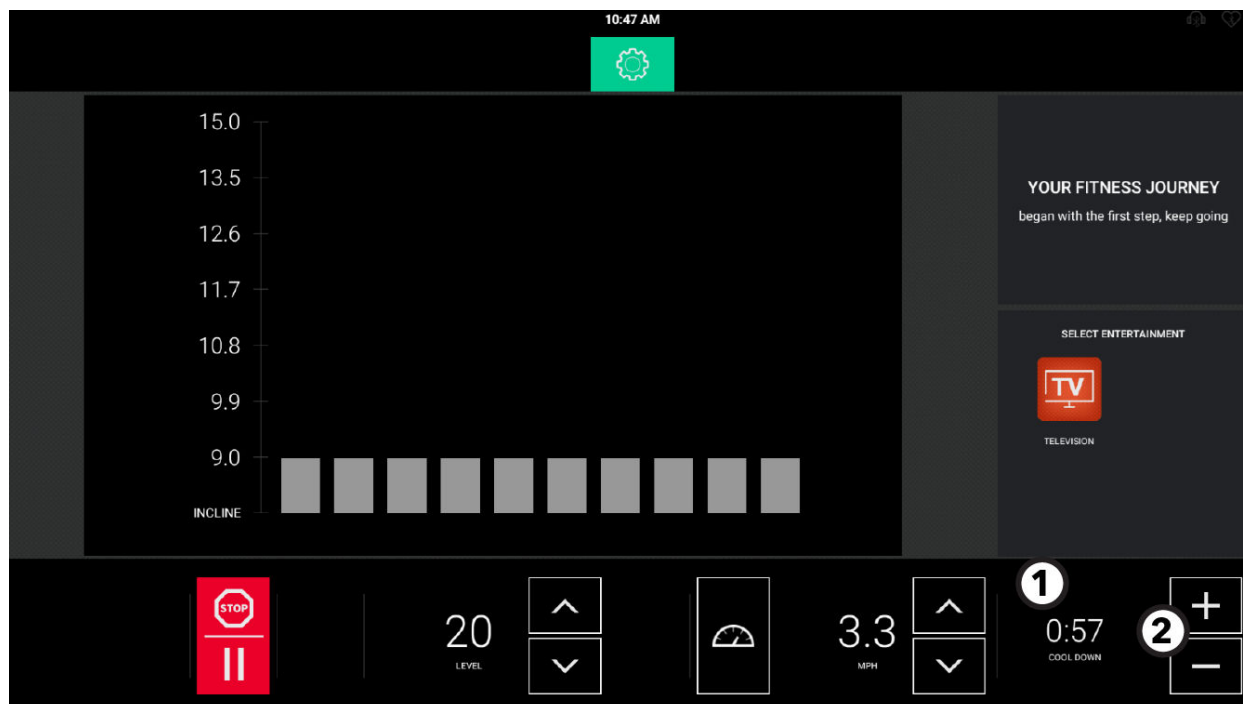 10:47 AM
15.0
13.5
12.6
11.7
10.8
9.9
9.0
INCLINE
YOUR FITNESS JOURNEY
began with the first step, keep going
SELECT ENTERTAINMENT
TV
TELEVISION
STOP
20
LEVEL
3.3
MPH
1
0:57
COOL DOWN
2
+
−